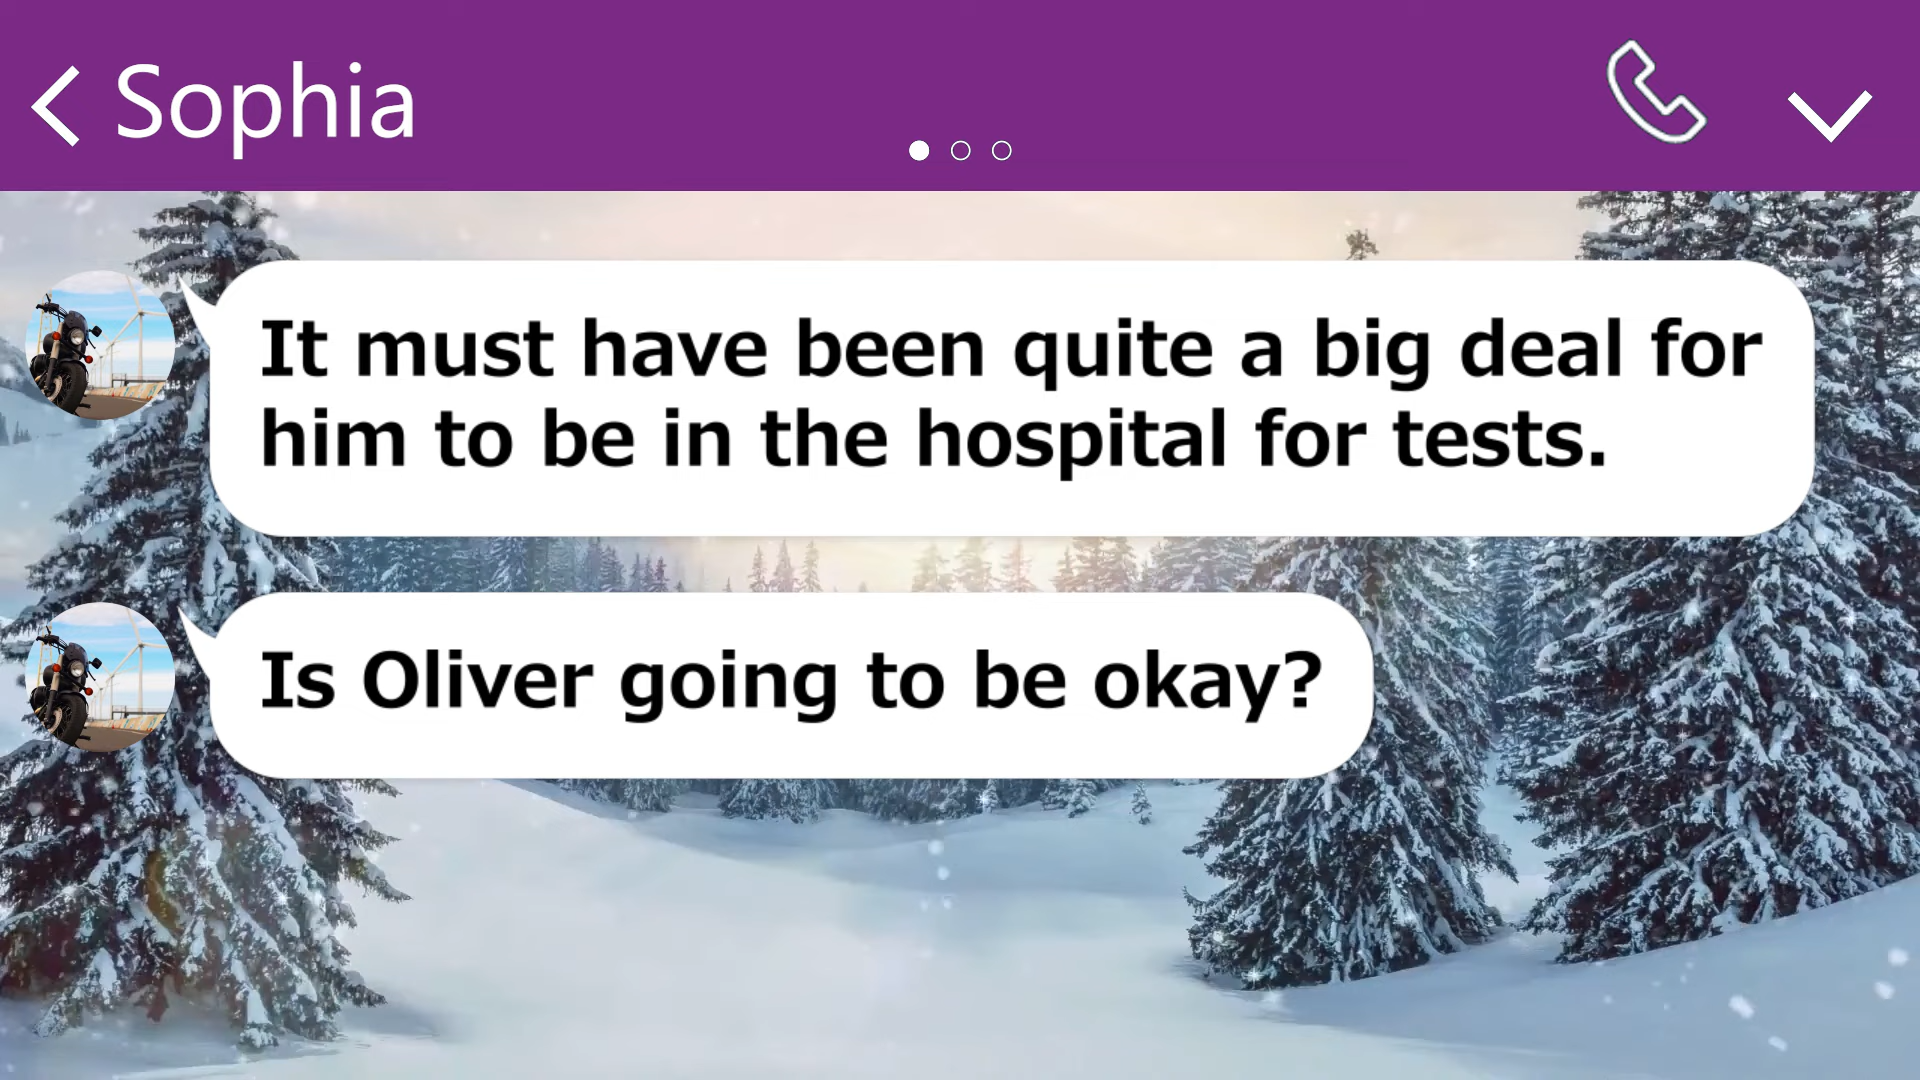 Sophia
It must have been quite a big deal for
him to be in the hospital for tests.
Is Oliver going to be okay?